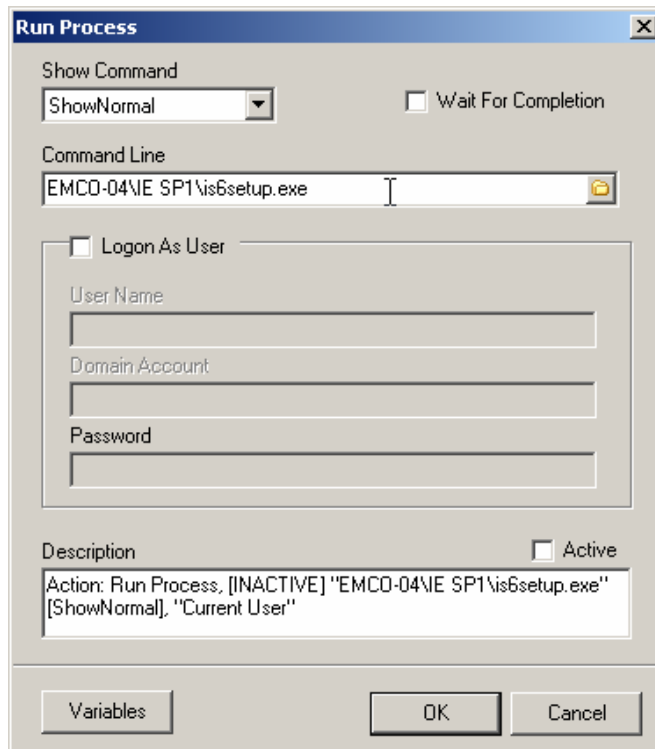 Run Process
Show Command
ShowNormal
Wait For Completion
Command Line
EMCO-04\IE SP1\is6setup.exe
Logon As User
User Name
Domain Account
Password
Description
Active
Action: Run Process, [INACTIVE] "EMCO-04\IE SP1\is6setup.exe"
[ShowNormal], "Current User"
Variables
OK
Cancel